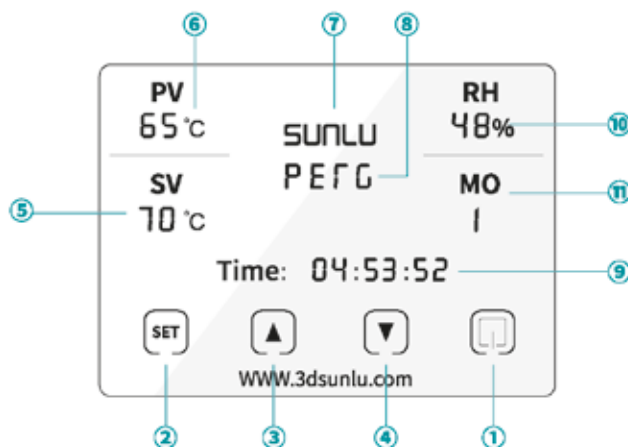 ⑥ ⑦ ⑧
PV
65℃
SUNLU
PETG
RH
48%
⑩
SV
70℃
⑤
MO
1
⑪
Time: 04:53:52
⑨
SET ▲ ▼
WWW.3dsunlu.com
② ③ ④ ①